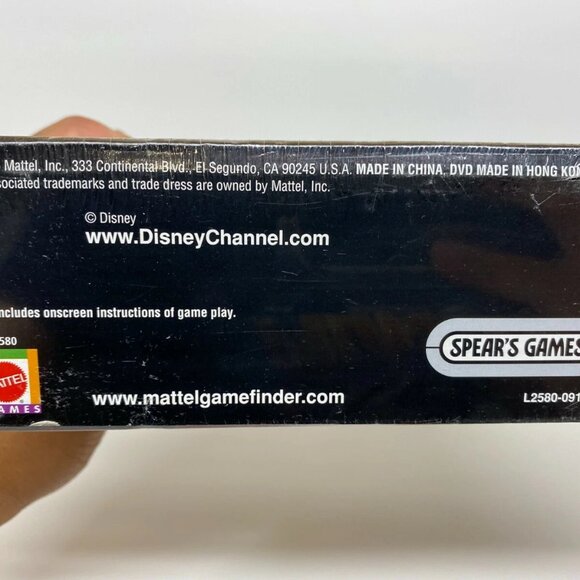 Mattel, Inc., 333 Continental Blvd., El Segundo, CA 90245 U.S.A. MADE IN CHINA. DVD MADE IN HONG KON
sociated trademarks and trade dress are owned by Mattel, Inc.
© Disney
www.DisneyChannel.com
ncludes onscreen instructions of game play.
580
SPEAR'S GAMES
ATTEL
AMES
www.mattelgamefinder.com
L2580-091